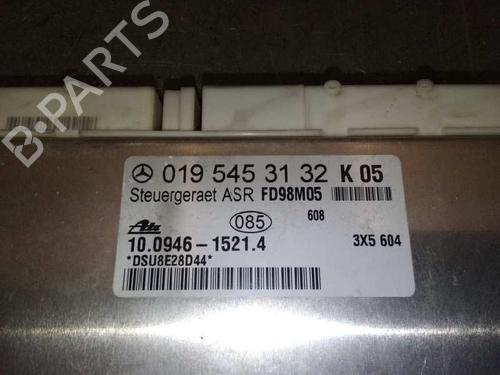 B-PARTS
019 545 31 32 K 05
Steuergeraet ASR FD98M05
085
608
Ate
10.0946-1521.4
3X5 604
*DSU8E28D44*